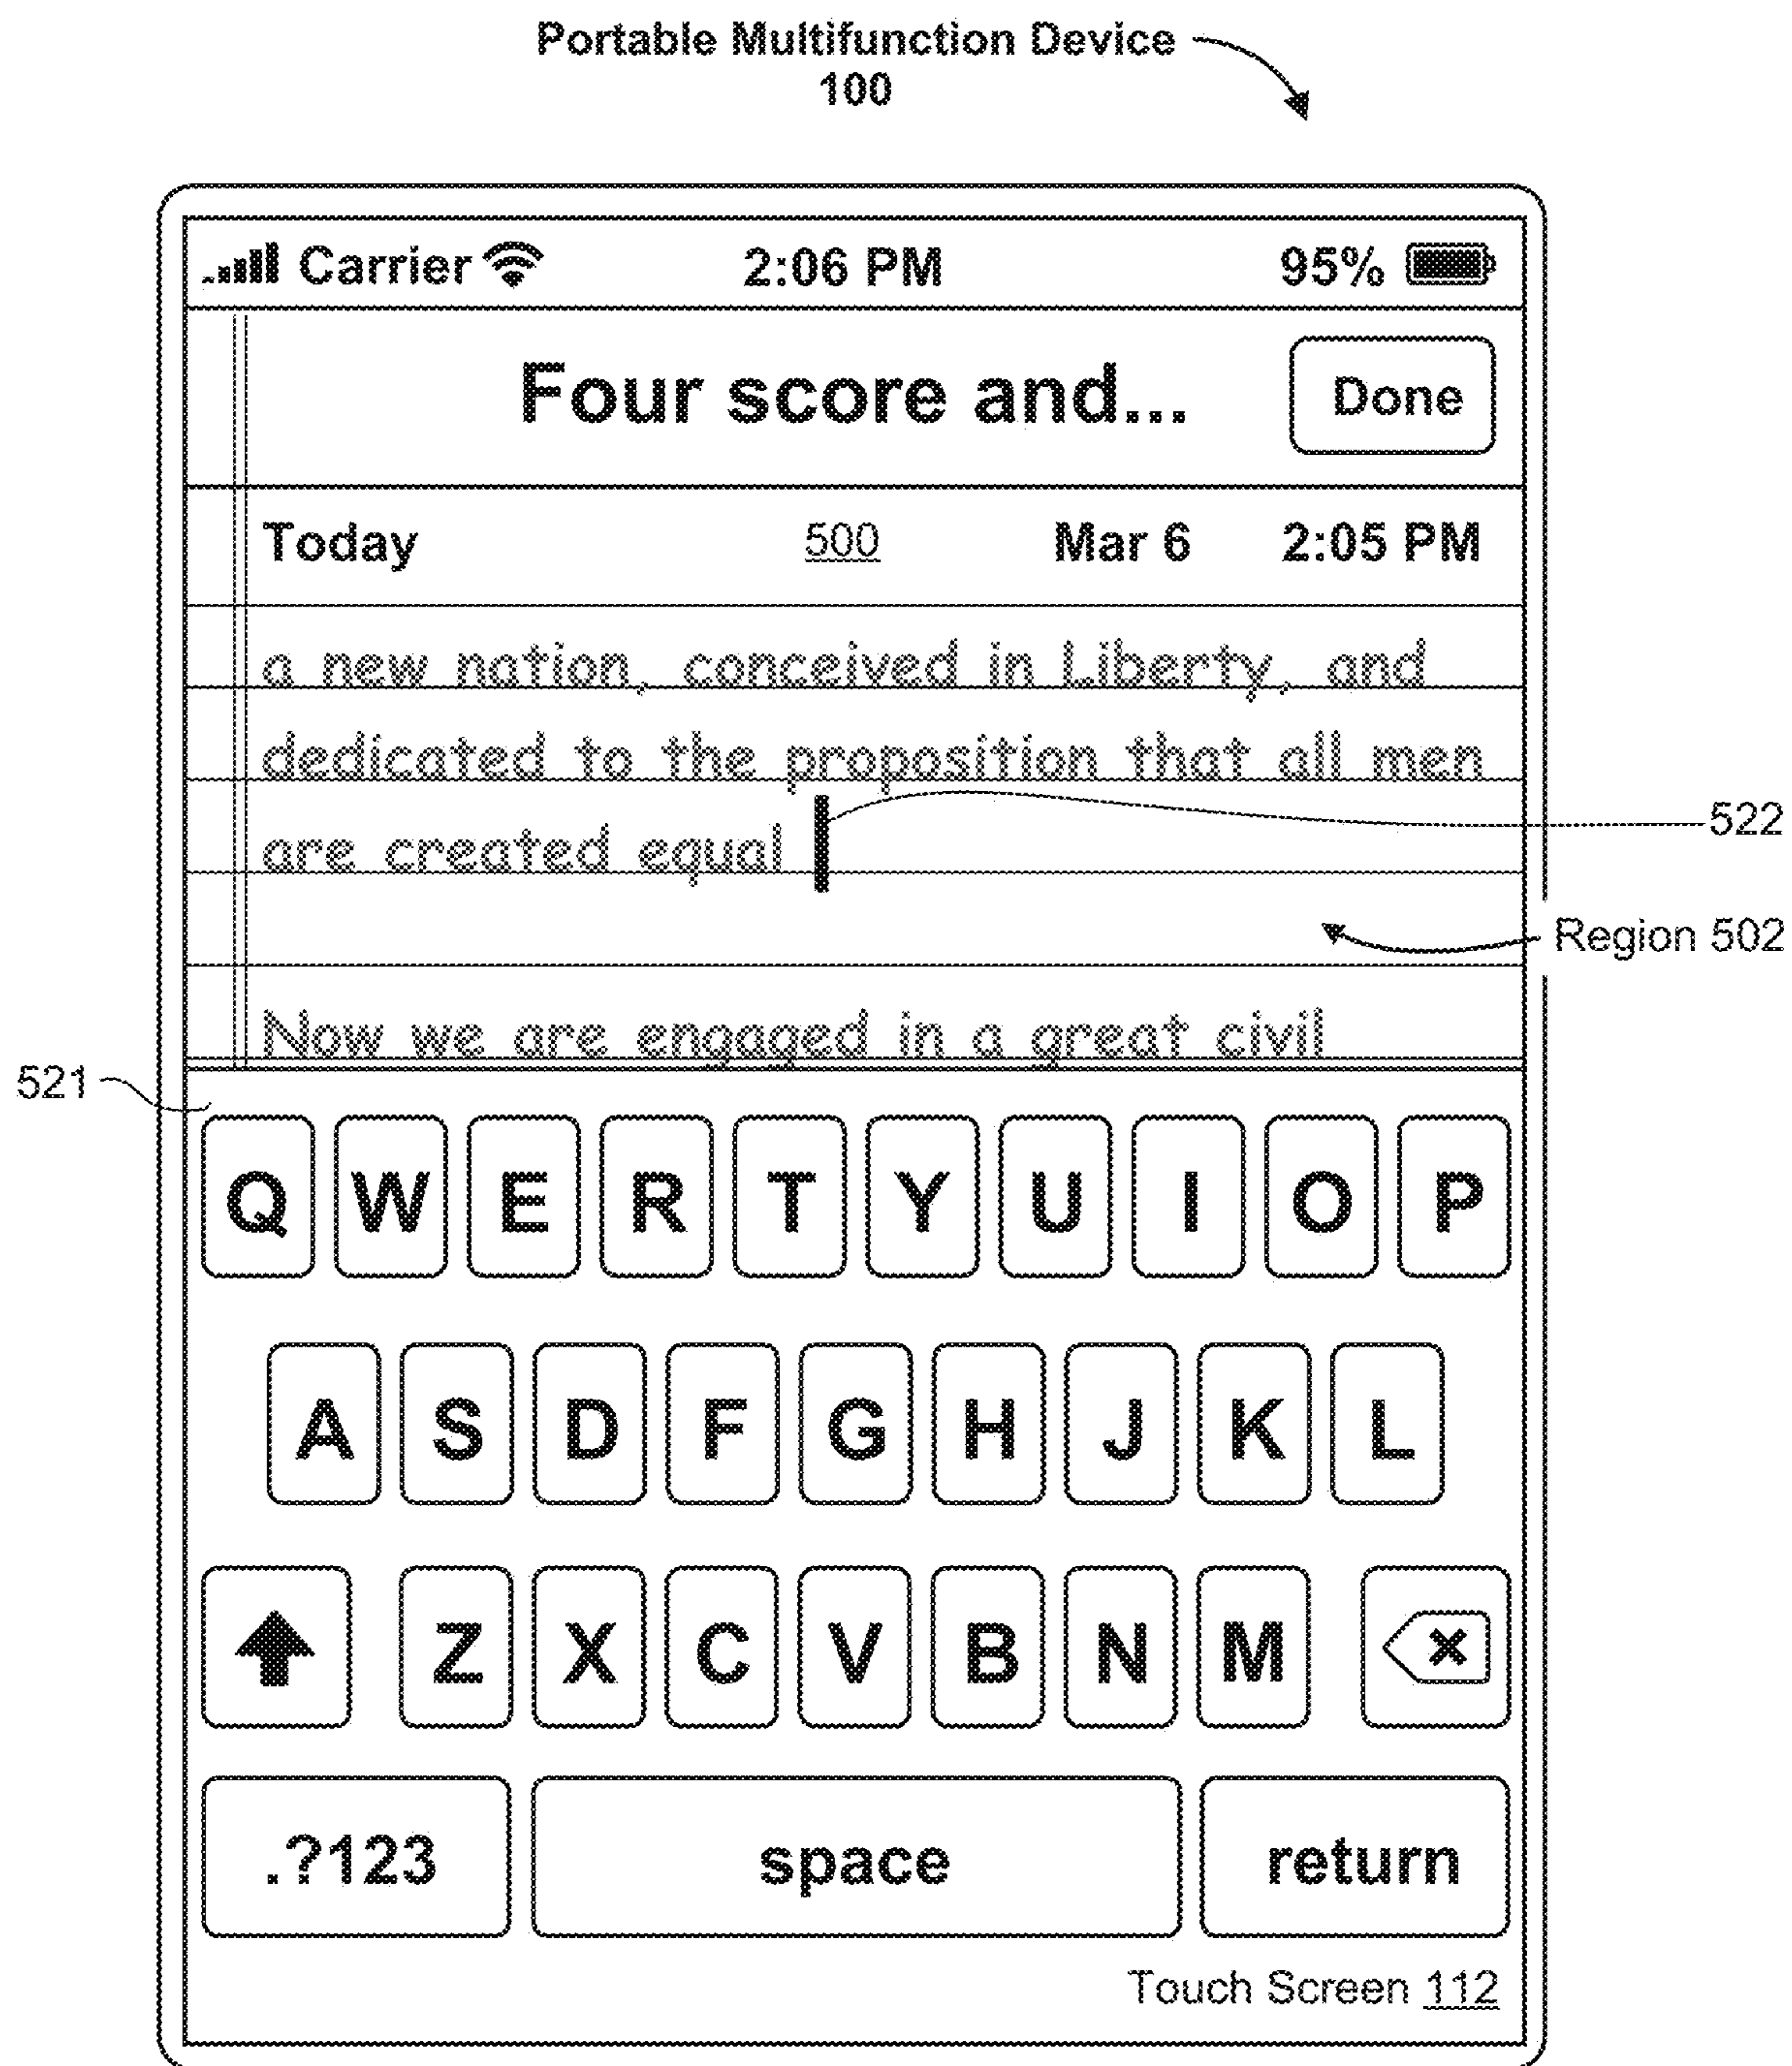 Portable Multifunction Device
100
Carrier 2:06 PM 95%
Four score and... Done
Today 500 Mar 6 2:05 PM
a new nation, conceived in Liberty, and
dedicated to the proposition that all men
are created equal
522
Region 502
Now we are engaged in a great civil
521
Q W E R T Y U I O P
A S D F G H J K L
Z X C V B N M
.?123 space return
Touch Screen 112